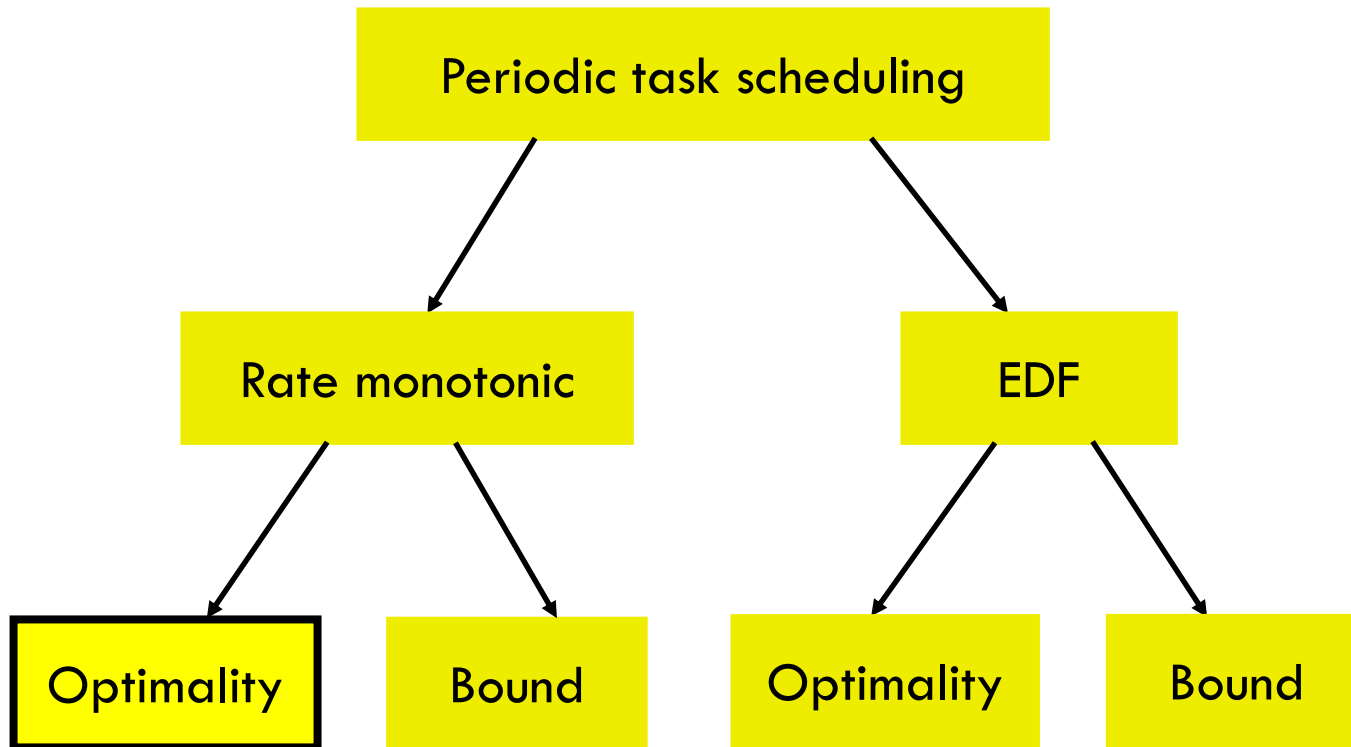 Periodic task scheduling
Rate monotonic
EDF
Optimality
Bound
Optimality
Bound